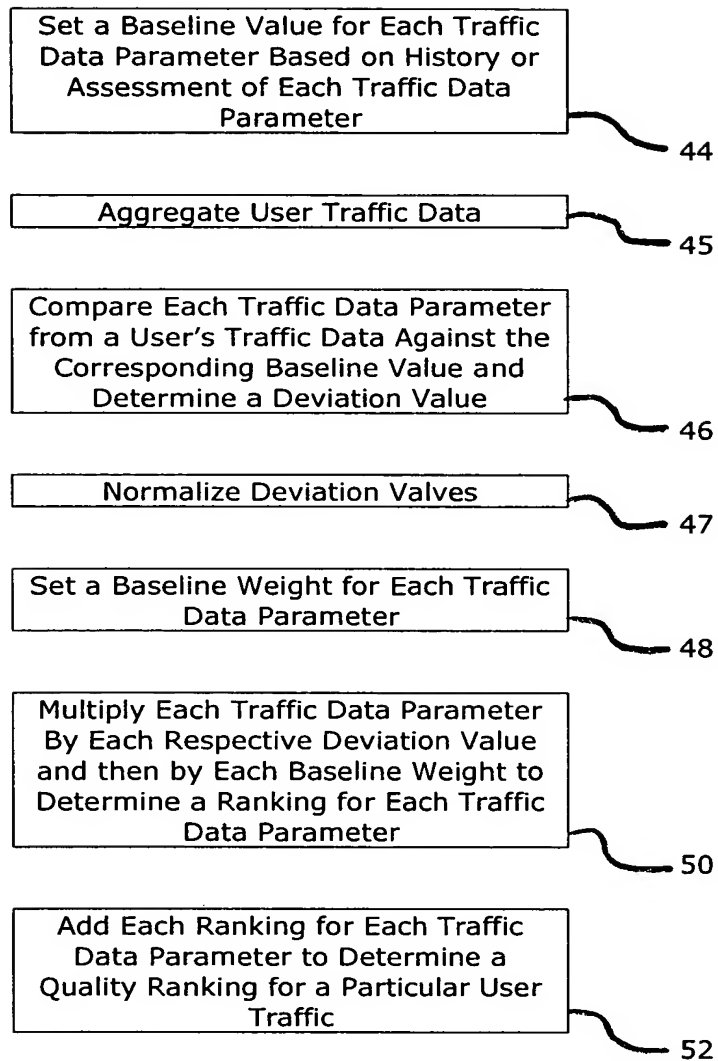 Set a Baseline Value for Each Traffic
Data Parameter Based on History or
Assessment of Each Traffic Data
Parameter
44
Aggregate User Traffic Data
45
Compare Each Traffic Data Parameter
from a User's Traffic Data Against the
Corresponding Baseline Value and
Determine a Deviation Value
46
Normalize Deviation Valves
47
Set a Baseline Weight for Each Traffic
Data Parameter
48
Multiply Each Traffic Data Parameter
By Each Respective Deviation Value
and then by Each Baseline Weight to
Determine a Ranking for Each Traffic
Data Parameter
50
Add Each Ranking for Each Traffic
Data Parameter to Determine a
Quality Ranking for a Particular User
Traffic
52